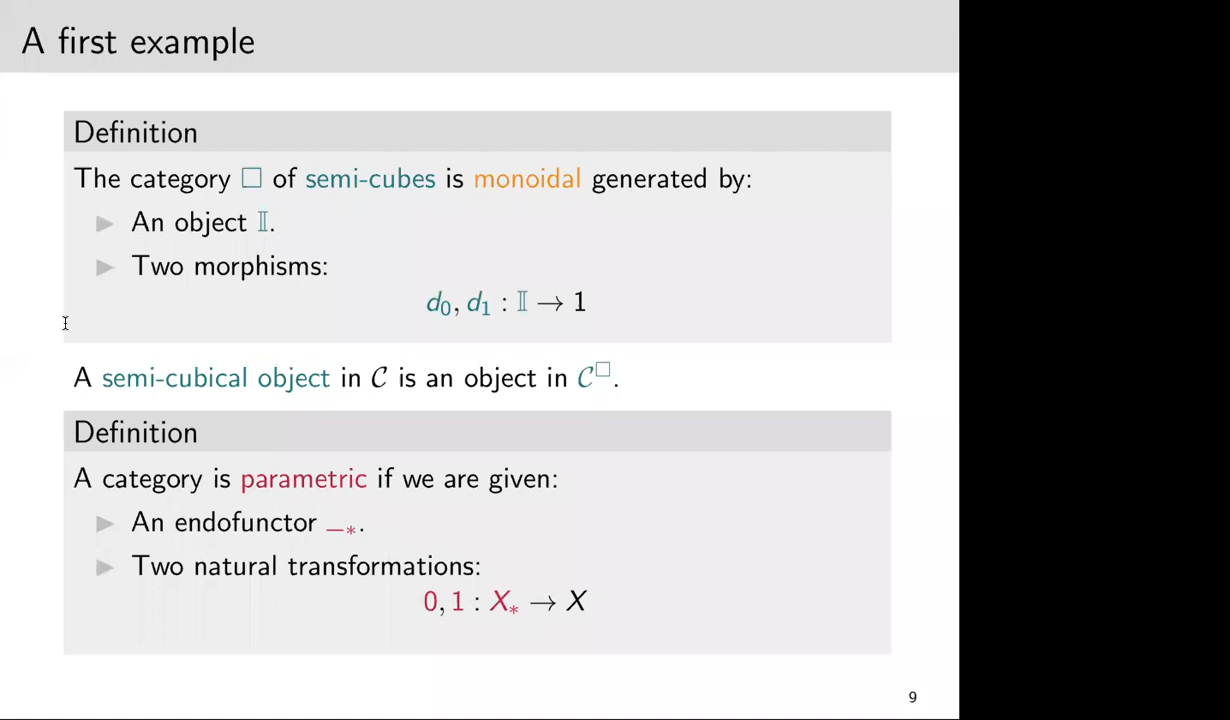 A first example
Definition
The category □ of semi-cubes is monoidal generated by:
▶ An object 𝕀.
▶ Two morphisms:
d₀, d₁ : 𝕀 → 1
A semi-cubical object in 𝒞 is an object in 𝒞^□.
Definition
A category is parametric if we are given:
▶ An endofunctor _∗.
▶ Two natural transformations:
0, 1 : X∗ → X
9